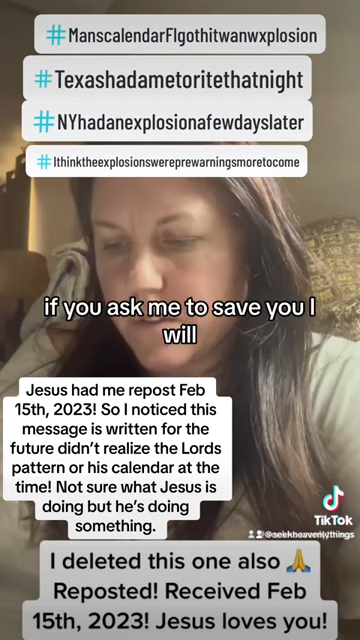 #ManscalendarFlgothitwanwxplosion
#Texashadametoritethatnight
#NYhadanexplosionafewdayslater
#Ithinktheexplosionswereprewarningsmoretocome
if you ask me to save you I
will
Jesus had me repost Feb
15th, 2023! So I noticed this
message is written for the
future didn't realize the Lords
pattern or his calendar at the
time! Not sure what Jesus is
doing but he's doing
something.
TikTok
@seekheavenlythings
I deleted this one also 🙏
Reposted! Received Feb
15th, 2023! Jesus loves you!